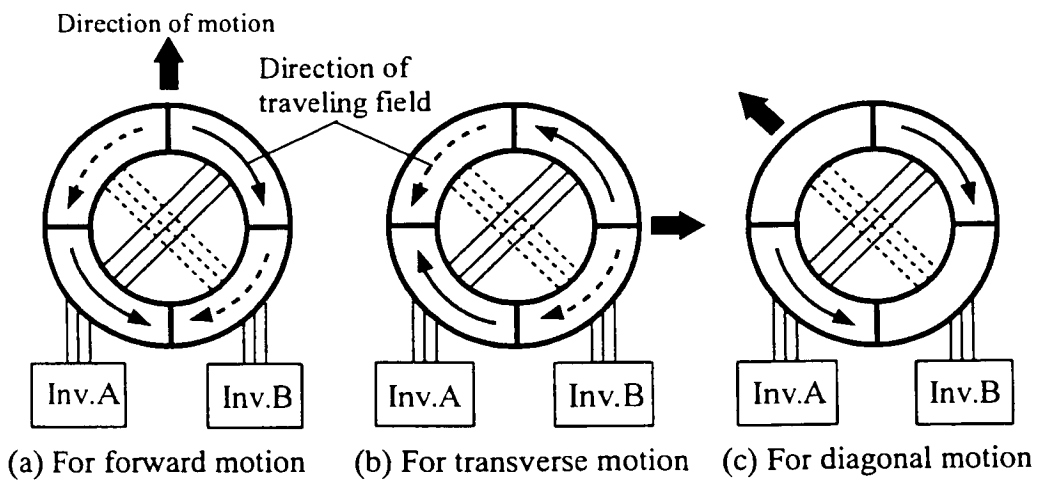 Direction of motion
Direction of
traveling field
Inv.A
Inv.B
Inv.A
Inv.B
Inv.A
Inv.B
(a) For forward motion
(b) For transverse motion
(c) For diagonal motion